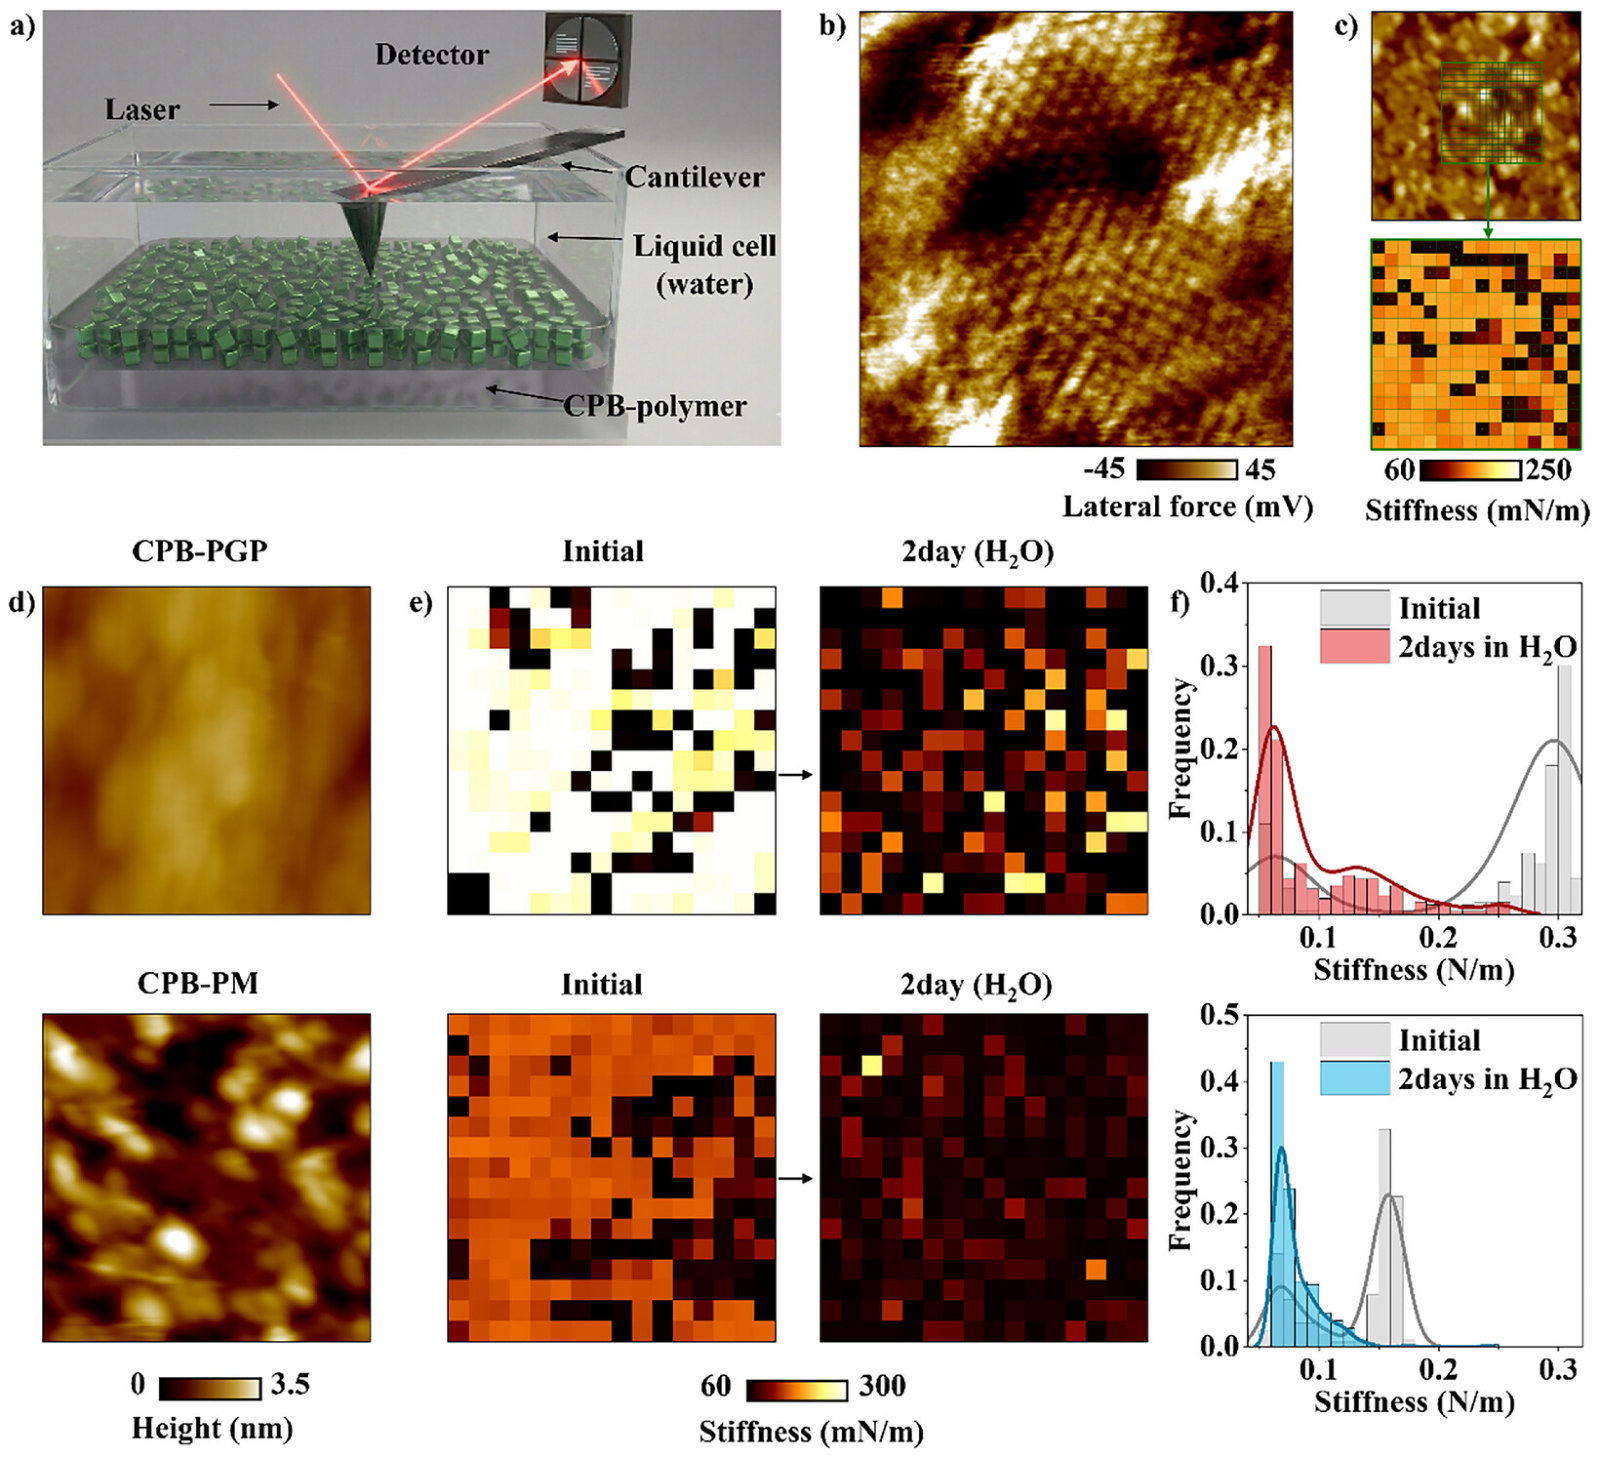 a)
Detector
Laser
Cantilever
Liquid cell
(water)
CPB-polymer
b)
-45 45
Lateral force (mV)
c)
60 250
Stiffness (mN/m)
CPB-PGP
Initial
2day (H₂O)
d)
e)
f)
0.4
0.3
0.2
0.1
0.0
Frequency
Initial
2days in H₂O
0.1 0.2 0.3
Stiffness (N/m)
CPB-PM
Initial
2day (H₂O)
0.5
0.4
0.3
0.2
0.1
0.0
Frequency
Initial
2days in H₂O
0.1 0.2 0.3
Stiffness (N/m)
0 3.5
Height (nm)
60 300
Stiffness (mN/m)